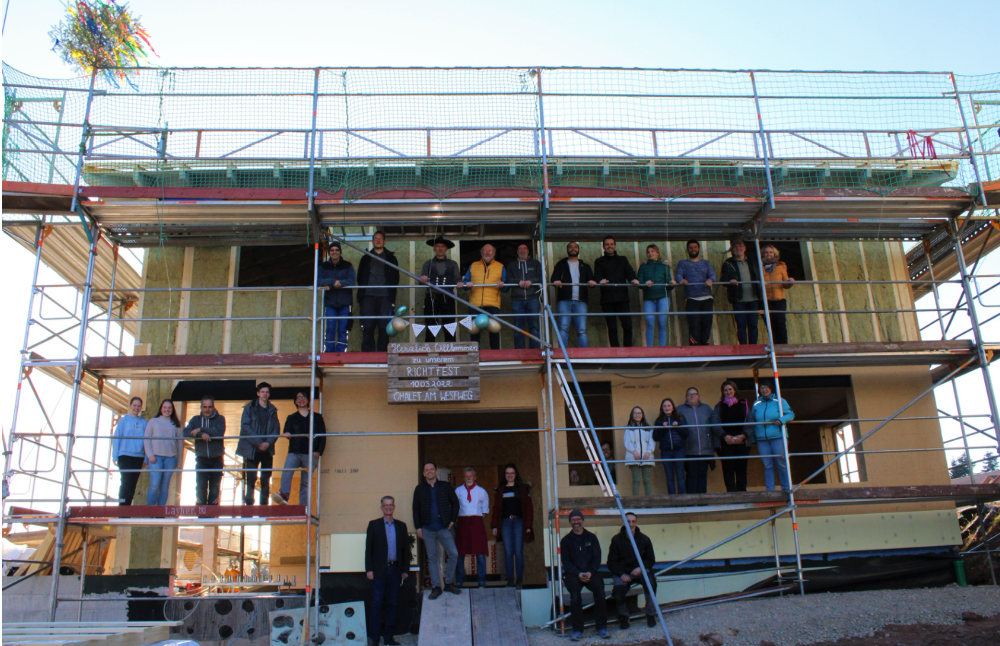 Herzlich Willkommen
zu unserem
RICHTFEST
10.03.2022
CHALET AM WESTWEG
Layher